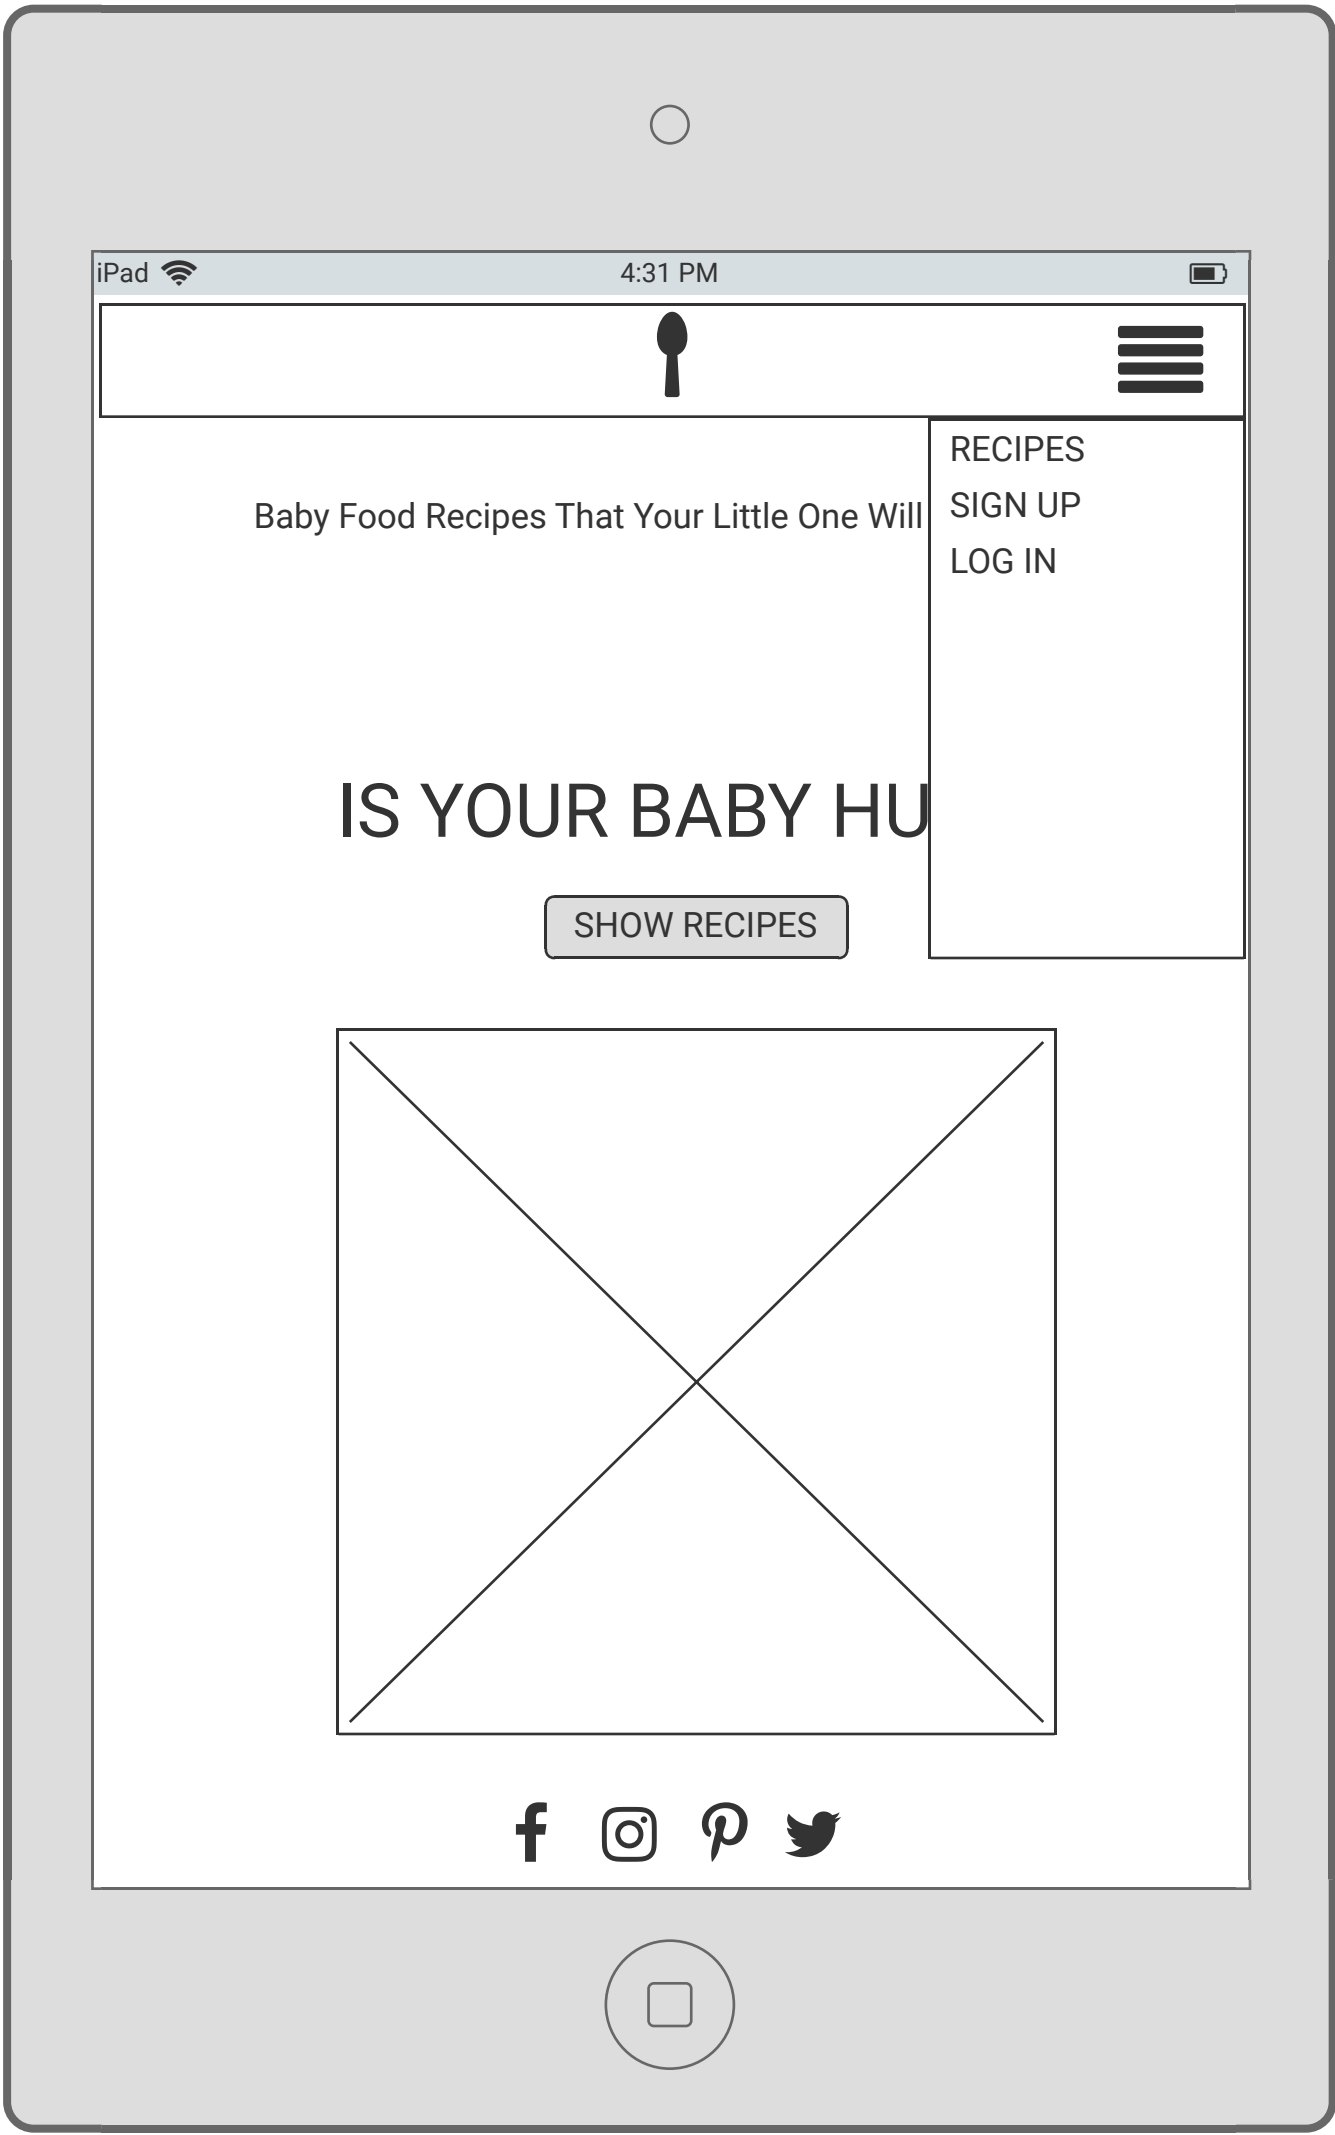 iPad 4:31 PM
RECIPES
SIGN UP
LOG IN
Baby Food Recipes That Your Little One Will
IS YOUR BABY HU
SHOW RECIPES